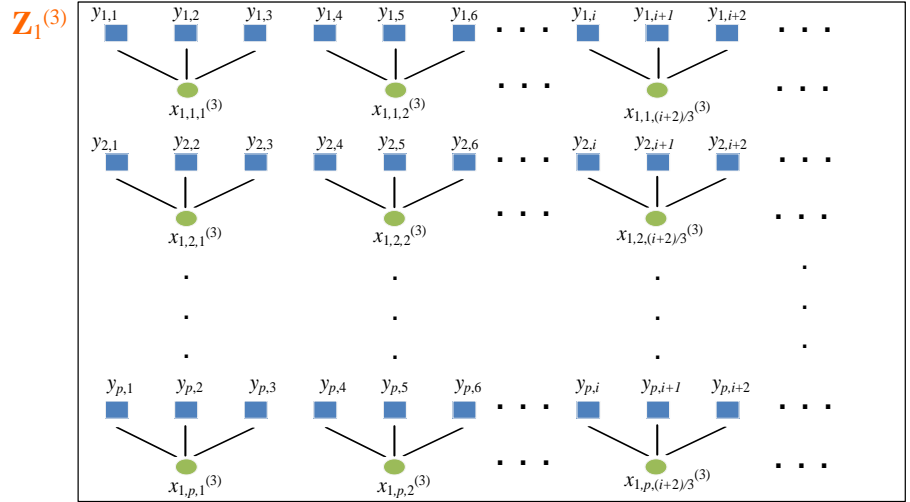 Z₁⁽³⁾
y₁,₁ y₁,₂ y₁,₃ y₁,₄ y₁,₅ y₁,₆ · · · y₁,ᵢ y₁,ᵢ₊₁ y₁,ᵢ₊₂ · · ·
x₁,₁,₁⁽³⁾ x₁,₁,₂⁽³⁾ · · · x₁,₁,₍ᵢ₊₂₎/₃⁽³⁾ · · ·
y₂,₁ y₂,₂ y₂,₃ y₂,₄ y₂,₅ y₂,₆ · · · y₂,ᵢ y₂,ᵢ₊₁ y₂,ᵢ₊₂ · · ·
x₁,₂,₁⁽³⁾ x₁,₂,₂⁽³⁾ · · · x₁,₂,₍ᵢ₊₂₎/₃⁽³⁾ · · ·
yₚ,₁ yₚ,₂ yₚ,₃ yₚ,₄ yₚ,₅ yₚ,₆ · · · yₚ,ᵢ yₚ,ᵢ₊₁ yₚ,ᵢ₊₂ · · ·
x₁,ₚ,₁⁽³⁾ x₁,ₚ,₂⁽³⁾ · · · x₁,ₚ,₍ᵢ₊₂₎/₃⁽³⁾ · · ·